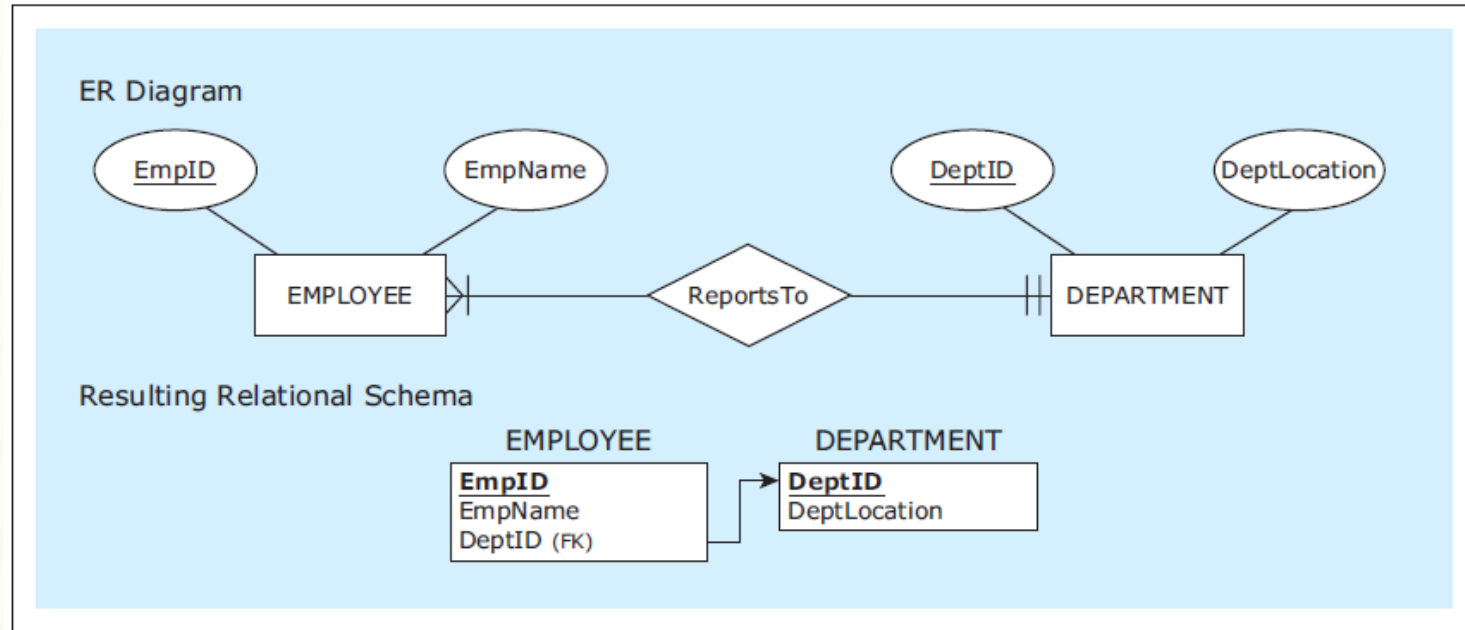 ER Diagram
EmpID
EmpName
DeptID
DeptLocation
EMPLOYEE
ReportsTo
DEPARTMENT
Resulting Relational Schema
EMPLOYEE
EmpID
EmpName
DeptID (FK)
DEPARTMENT
DeptID
DeptLocation